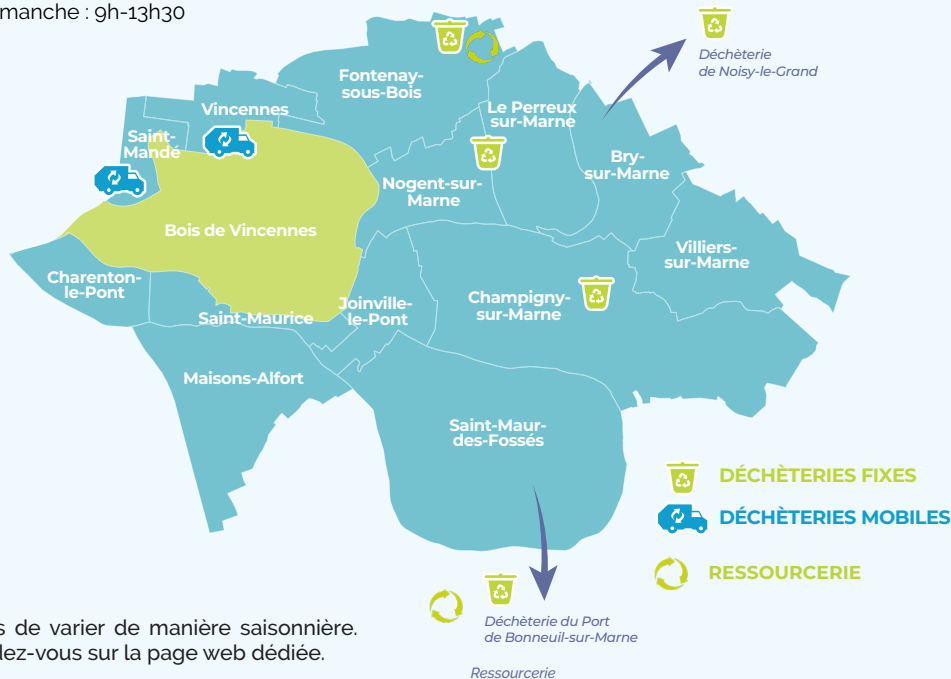 manche : 9h-13h30
Déchèterie
de Noisy-le-Grand
Fontenay-
sous-Bois
Vincennes
Le Perreux
sur-Marne
Saint-
Mandé
Bry-
sur-Marne
Nogent-sur-
Marne
Bois de Vincennes
Villiers-
sur-Marne
Charenton-
le-Pont
Saint-Maurice
Joinville-
le-Pont
Champigny-
sur-Marne
Maisons-Alfort
Saint-Maur-
des-Fossés
DÉCHÈTERIES FIXES
DÉCHÈTERIES MOBILES
RESSOURCERIE
Déchèterie du Port
de Bonneuil-sur-Marne
Ressourcerie
s de varier de manière saisonnière.
dez-vous sur la page web dédiée.